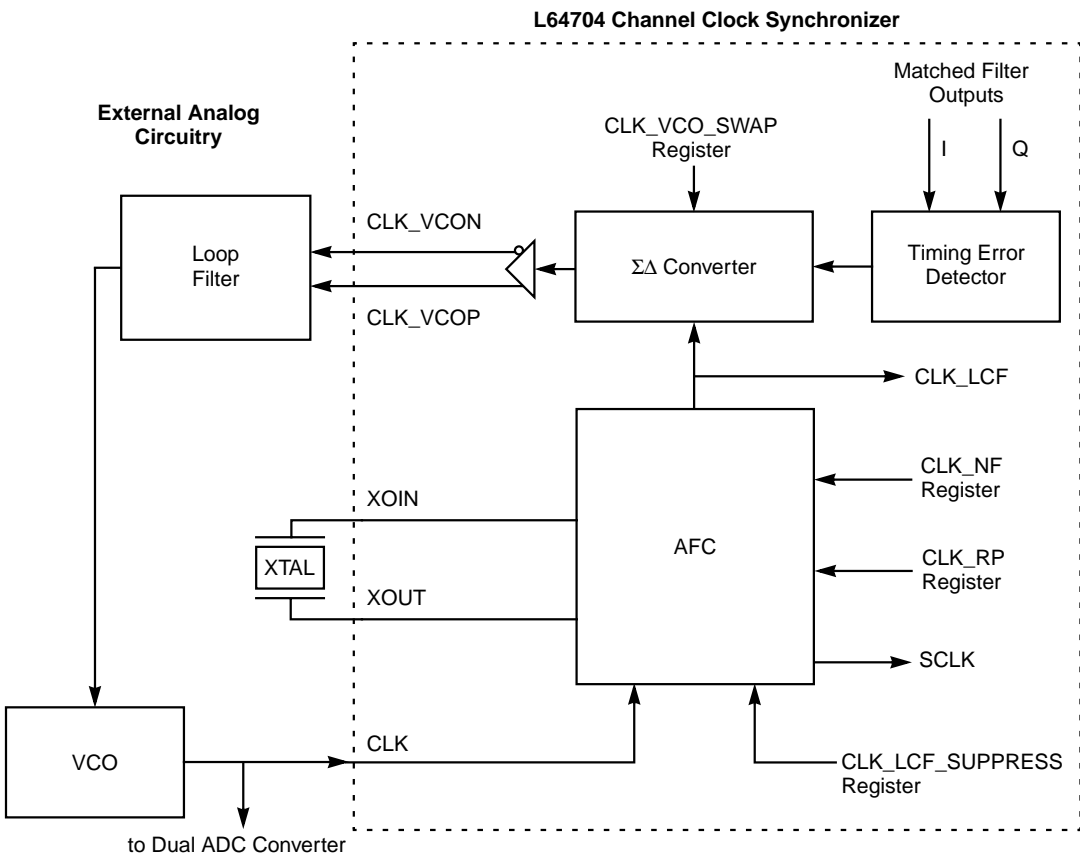 L64704 Channel Clock Synchronizer
Matched Filter
Outputs
External Analog
Circuitry
CLK_VCO_SWAP
Register
I
Q
CLK_VCON
Loop
Filter
ΣΔ Converter
Timing Error
Detector
CLK_VCOP
CLK_LCF
CLK_NF
Register
XOIN
AFC
XTAL
CLK_RP
Register
XOUT
SCLK
CLK
VCO
CLK_LCF_SUPPRESS
Register
to Dual ADC Converter